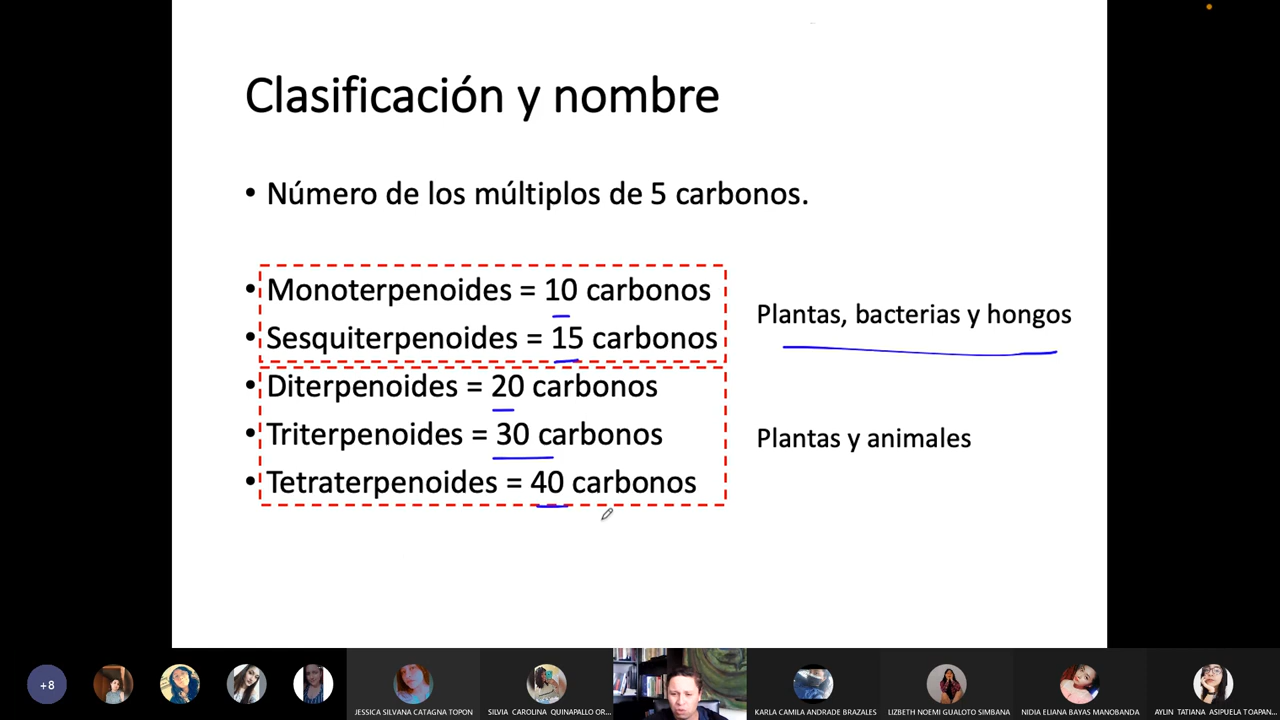 Clasificación y nombre
• Número de los múltiplos de 5 carbonos.
• Monoterpenoides = 10 carbonos
• Sesquiterpenoides = 15 carbonos
Plantas, bacterias y hongos
• Diterpenoides = 20 carbonos
• Triterpenoides = 30 carbonos
• Tetraterpenoides = 40 carbonos
Plantas y animales
+8
JESSICA SILVANA CATAGNA TOPON
SILVIA CAROLINA QUINAPALLO OR...
KARLA CAMILA ANDRADE BRAZALES
LIZBETH NOEMI GUALOTO SIMBANA
NIDIA ELIANA BAYAS MANOBANDA
AYLIN TATIANA ASIPUELA TOAPAN...